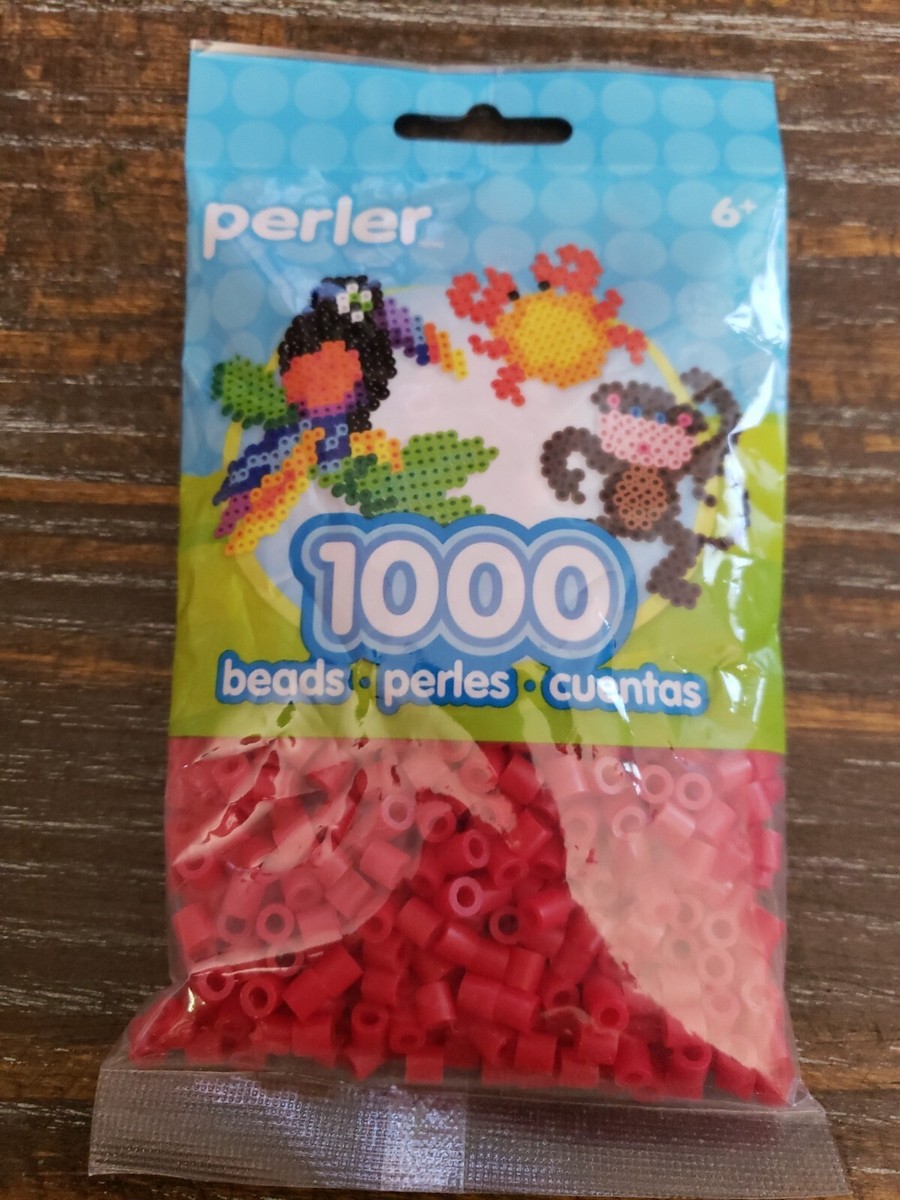 perler
6+
1000
beads · perles · cuentas